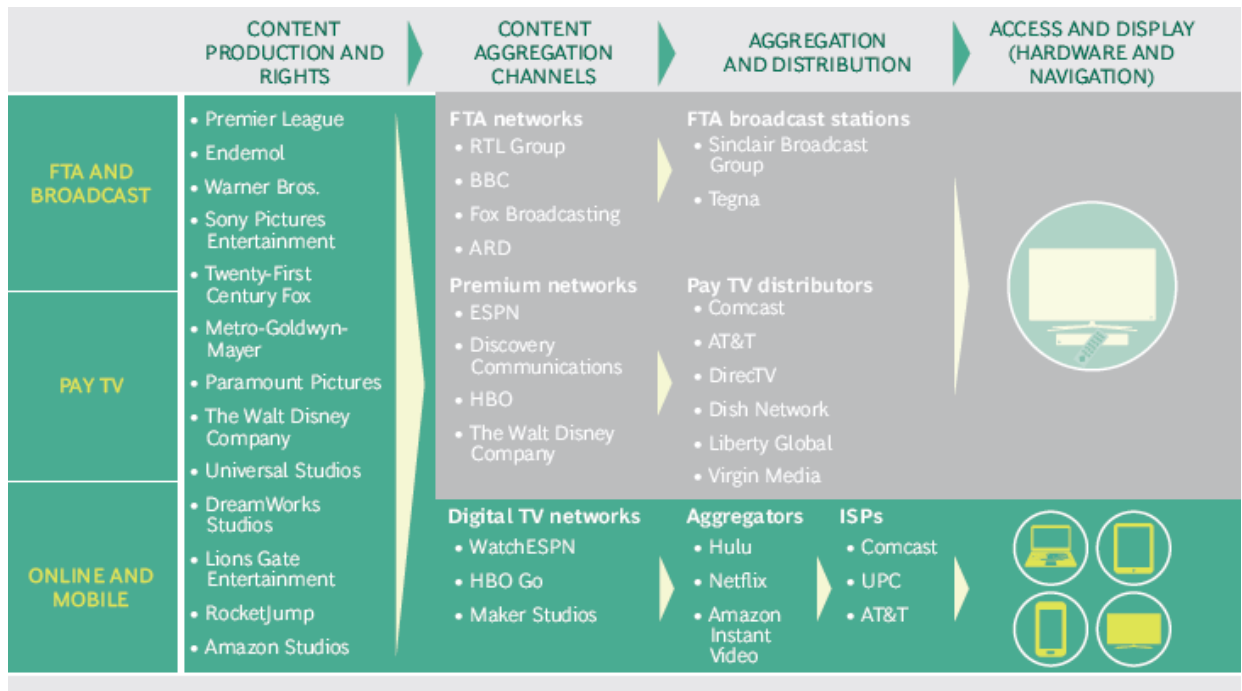 CONTENT
PRODUCTION AND
RIGHTS
CONTENT
AGGREGATION
CHANNELS
AGGREGATION
AND DISTRIBUTION
ACCESS AND DISPLAY
(HARDWARE AND
NAVIGATION)
FTA AND
BROADCAST
PAY TV
ONLINE AND
MOBILE
• Premier League
• Endemol
• Warner Bros.
• Sony Pictures
Entertainment
• Twenty-First
Century Fox
• Metro-Goldwyn-
Mayer
• Paramount Pictures
• The Walt Disney
Company
• Universal Studios
• DreamWorks
Studios
• Lions Gate
Entertainment
• RocketJump
• Amazon Studios
FTA networks
• RTL Group
• BBC
• Fox Broadcasting
• ARD
Premium networks
• ESPN
• Discovery
Communications
• HBO
• The Walt Disney
Company
Digital TV networks
• WatchESPN
• HBO Go
• Maker Studios
FTA broadcast stations
• Sinclair Broadcast
Group
• Tegna
Pay TV distributors
• Comcast
• AT&T
• DirecTV
• Dish Network
• Liberty Global
• Virgin Media
Aggregators
• Hulu
• Netflix
• Amazon
Instant
Video
ISPs
• Comcast
• UPC
• AT&T